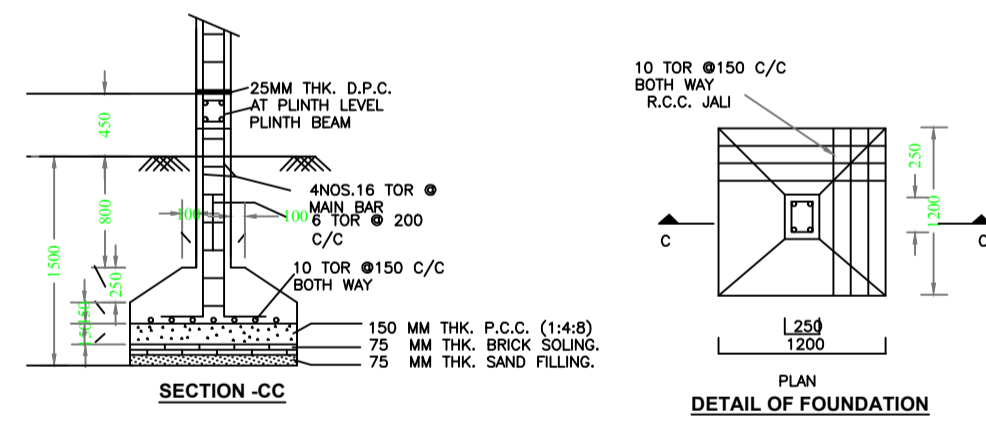 25MM THK. D.P.C.
AT PLINTH LEVEL
PLINTH BEAM
450
4NOS.16 TOR @
MAIN BAR
6 TOR @ 200
C/C
100
100
800
1500
250
10 TOR @150 C/C
BOTH WAY
150
150
150 MM THK. P.C.C. (1:4:8)
75 MM THK. BRICK SOLING.
75 MM THK. SAND FILLING.
SECTION -CC
10 TOR @150 C/C
BOTH WAY
R.C.C. JALI
250
1200
C
C
250
1200
PLAN
DETAIL OF FOUNDATION